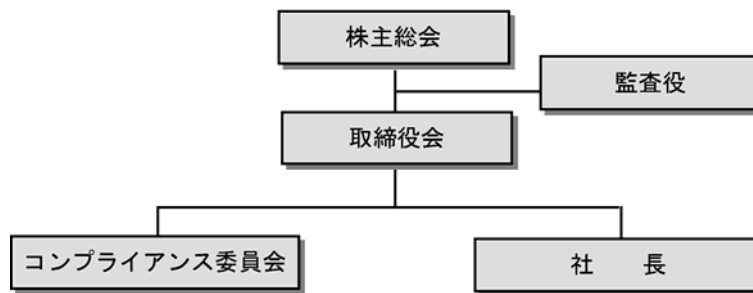 株主総会
監査役
取締役会
コンプライアンス委員会
社　　長